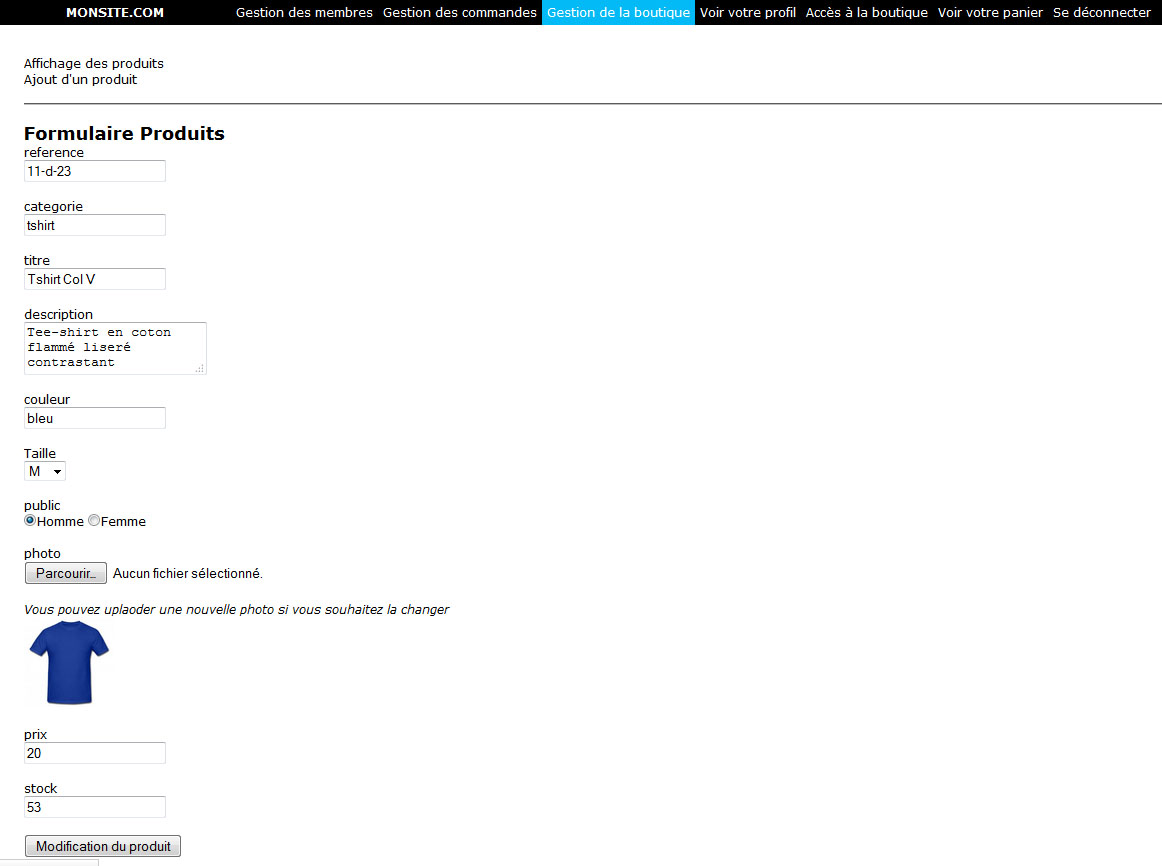 MONSITE.COM Gestion des membres Gestion des commandes Gestion de la boutique Voir votre profil Accès à la boutique Voir votre panier Se déconnecter
Affichage des produits
Ajout d'un produit
Formulaire Produits
reference
11-d-23
categorie
tshirt
titre
Tshirt Col V
description
Tee-shirt en coton
flammé liseré
contrastant
couleur
bleu
Taille
M
public
Homme Femme
photo
Parcourir... Aucun fichier sélectionné.
Vous pouvez uplaoder une nouvelle photo si vous souhaitez la changer
prix
20
stock
53
Modification du produit